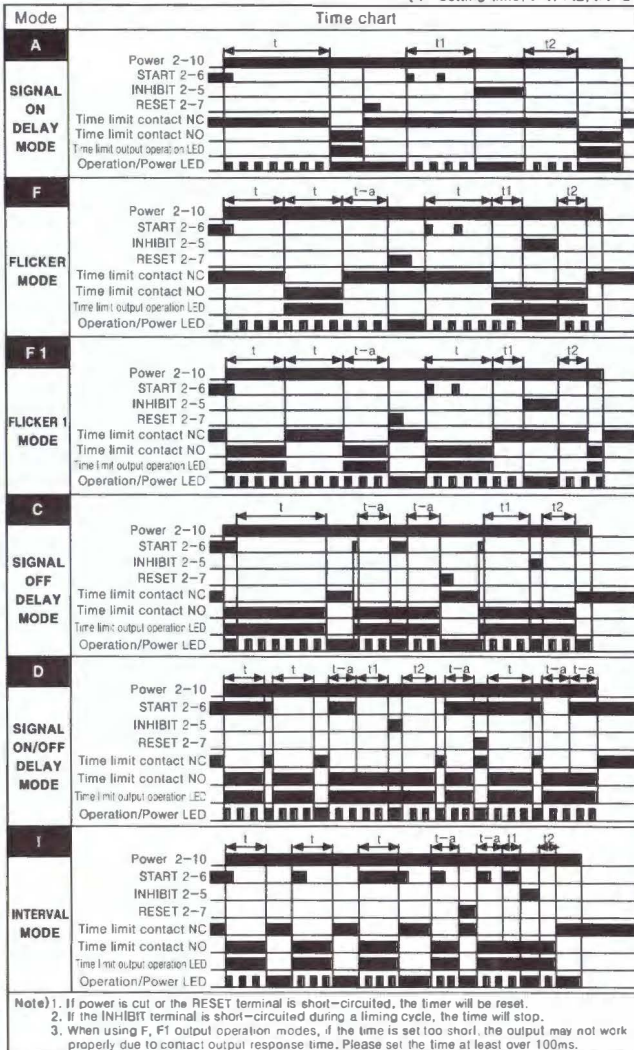 Mode Time chart
A
SIGNAL
ON
DELAY
MODE
t t1 t2
Power 2-10
START 2-6
INHIBIT 2-5
RESET 2-7
Time limit contact NC
Time limit contact NO
Time limit output operation LED
Operation/Power LED
F
FLICKER
MODE
t t t-a t t1 t2
Power 2-10
START 2-6
INHIBIT 2-5
RESET 2-7
Time limit contact NC
Time limit contact NO
Time limit output operation LED
Operation/Power LED
F 1
FLICKER 1
MODE
t t t-a t t1 t2
Power 2-10
START 2-6
INHIBIT 2-5
RESET 2-7
Time limit contact NC
Time limit contact NO
Time limit output operation LED
Operation/Power LED
C
SIGNAL
OFF
DELAY
MODE
t t-a t-a t1 t2
Power 2-10
START 2-6
INHIBIT 2-5
RESET 2-7
Time limit contact NC
Time limit contact NO
Time limit output operation LED
Operation/Power LED
D
SIGNAL
ON/OFF
DELAY
MODE
t t t-a t1 t2 t-a t t-a t-a
Power 2-10
START 2-6
INHIBIT 2-5
RESET 2-7
Time limit contact NC
Time limit contact NO
Time limit output operation LED
Operation/Power LED
I
INTERVAL
MODE
t t t t-a t-a t1 t2
Power 2-10
START 2-6
INHIBIT 2-5
RESET 2-7
Time limit contact NC
Time limit contact NO
Time limit output operation LED
Operation/Power LED
Note) 1. If power is cut or the RESET terminal is short-circuited, the timer will be reset.
2. If the INHIBIT terminal is short-circuited during a timing cycle, the time will stop.
3. When using F, F1 output operation modes, if the time is set too short, the output may not work
properly due to contact output response time. Please set the time at least over 100ms.